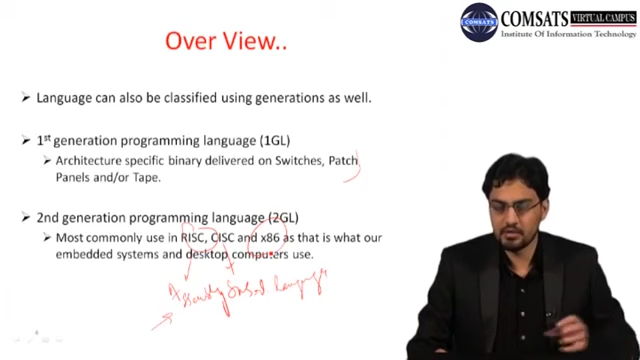 COMSATS VIRTUAL CAMPUS
Institute Of Information Technology
Over View..
Language can also be classified using generations as well.
1st generation programming language (1GL)
Architecture specific binary delivered on Switches, Patch
Panels and/or Tape.
2nd generation programming language (2GL)
Most commonly use in RISC, CISC and x86 as that is what our
embedded systems and desktop computers use.
Assembly based language